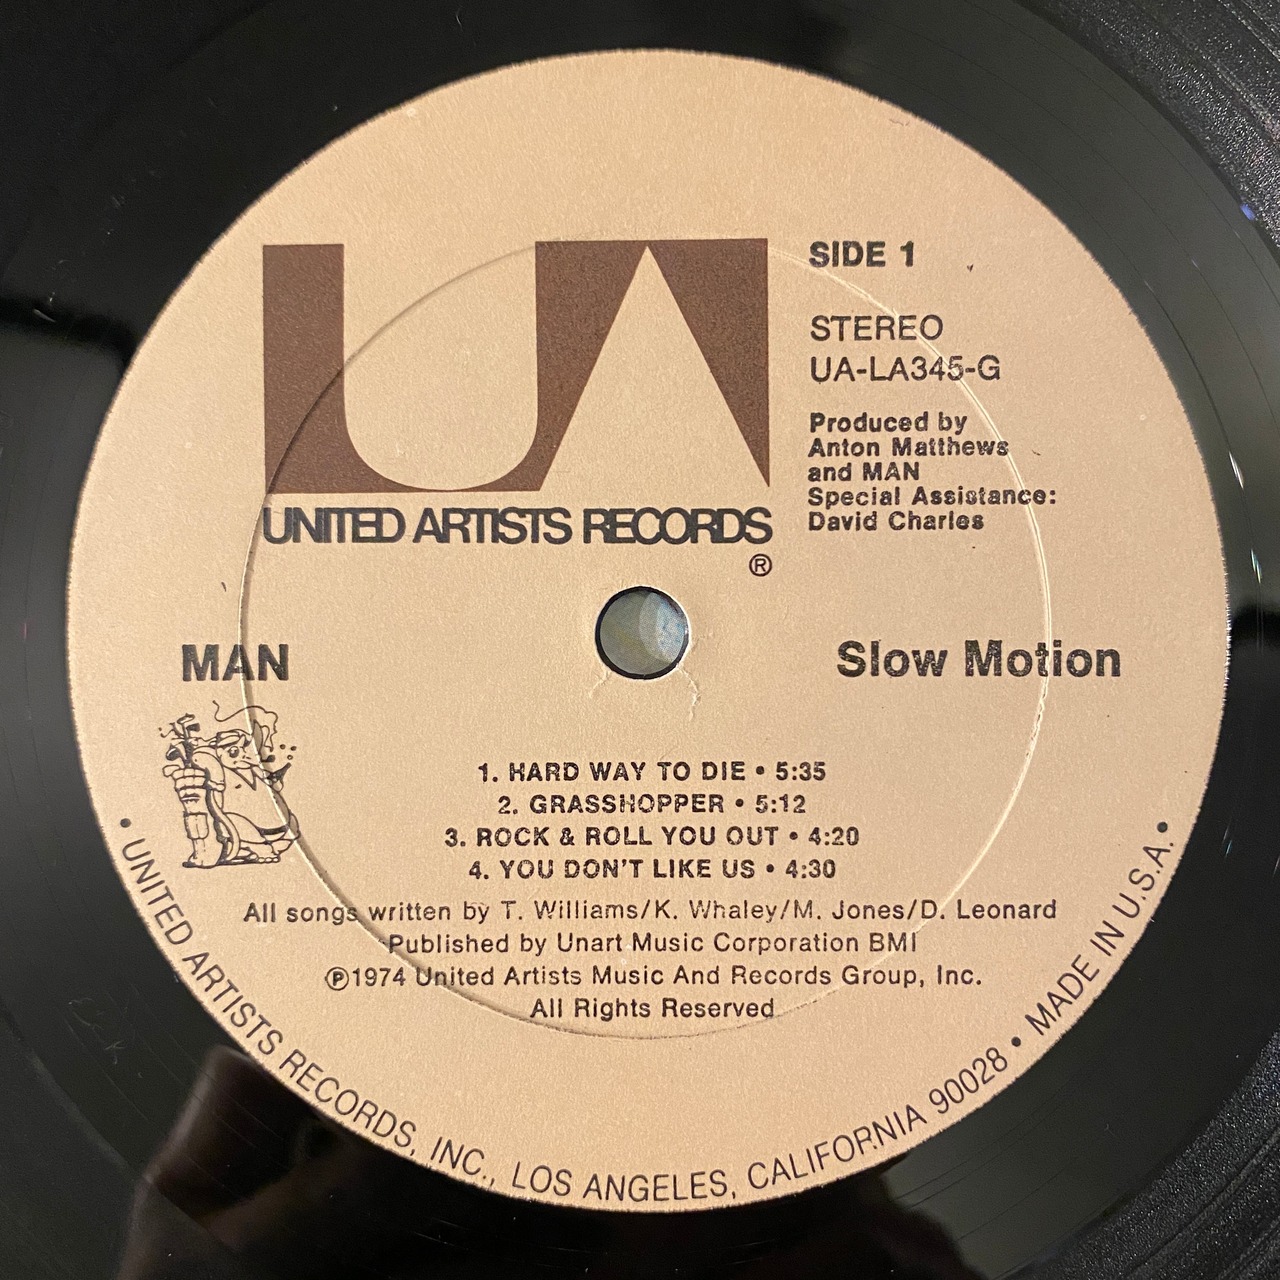 UA
UNITED ARTISTS RECORDS
®
SIDE 1
STEREO
UA-LA345-G
Produced by
Anton Matthews
and MAN
Special Assistance:
David Charles
MAN
Slow Motion
1. HARD WAY TO DIE • 5:35
2. GRASSHOPPER • 5:12
3. ROCK & ROLL YOU OUT • 4:20
4. YOU DON'T LIKE US • 4:30
All songs written by T. Williams/K. Whaley/M. Jones/D. Leonard
Published by Unart Music Corporation BMI
℗1974 United Artists Music And Records Group, Inc.
All Rights Reserved
• UNITED ARTISTS RECORDS, INC., LOS ANGELES, CALIFORNIA 90028 • MADE IN U.S.A. •